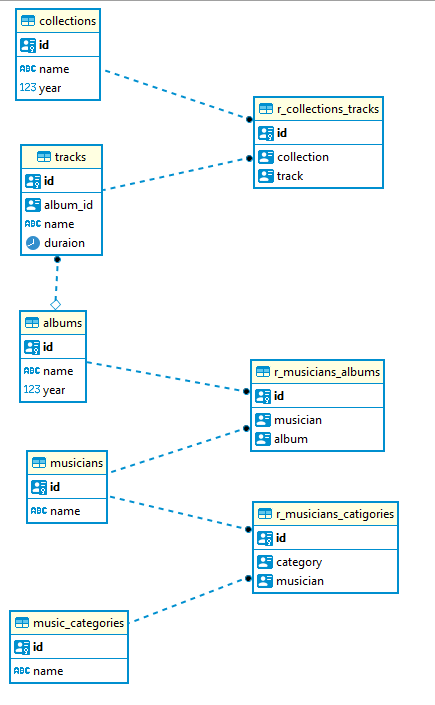 collections
id
ABC name
123 year
r_collections_tracks
id
collection
track
tracks
id
album_id
ABC name
duraion
albums
id
ABC name
123 year
r_musicians_albums
id
musician
album
musicians
id
ABC name
r_musicians_catigories
id
category
musician
music_categories
id
ABC name